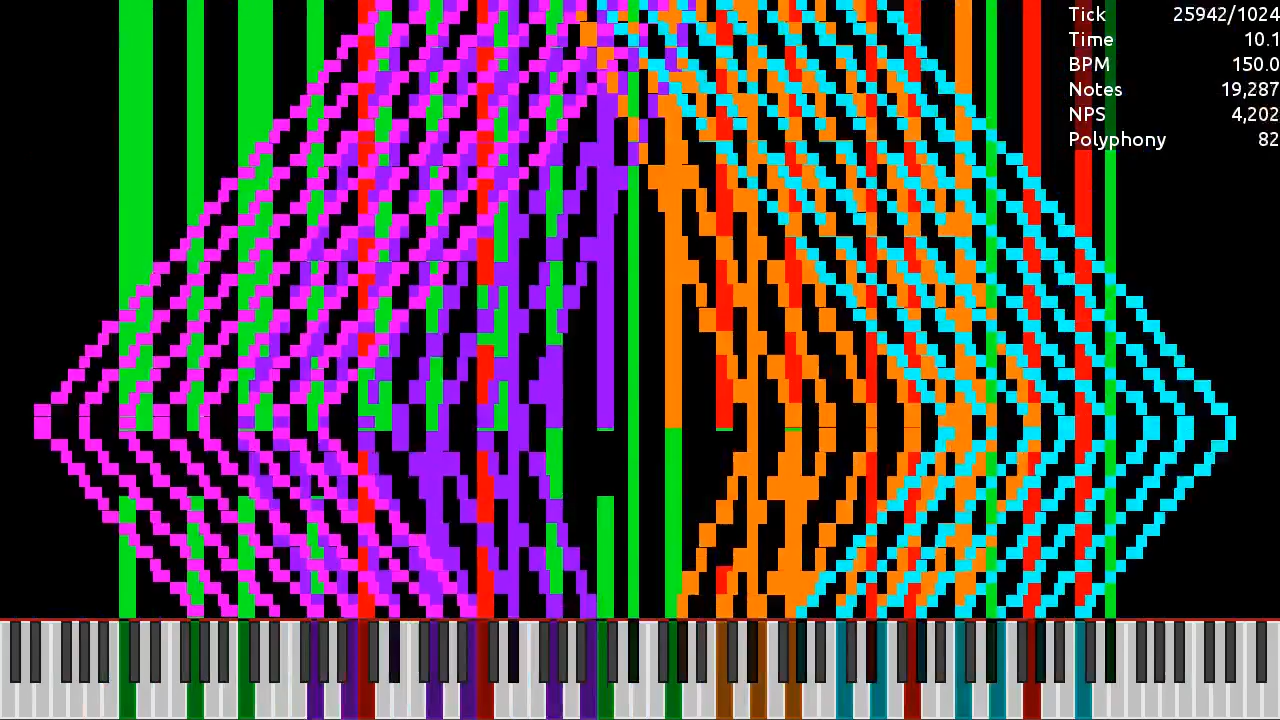 Tick 25942/1024
Time 10.1
BPM 150.0
Notes 19,287
NPS 4,202
Polyphony 82